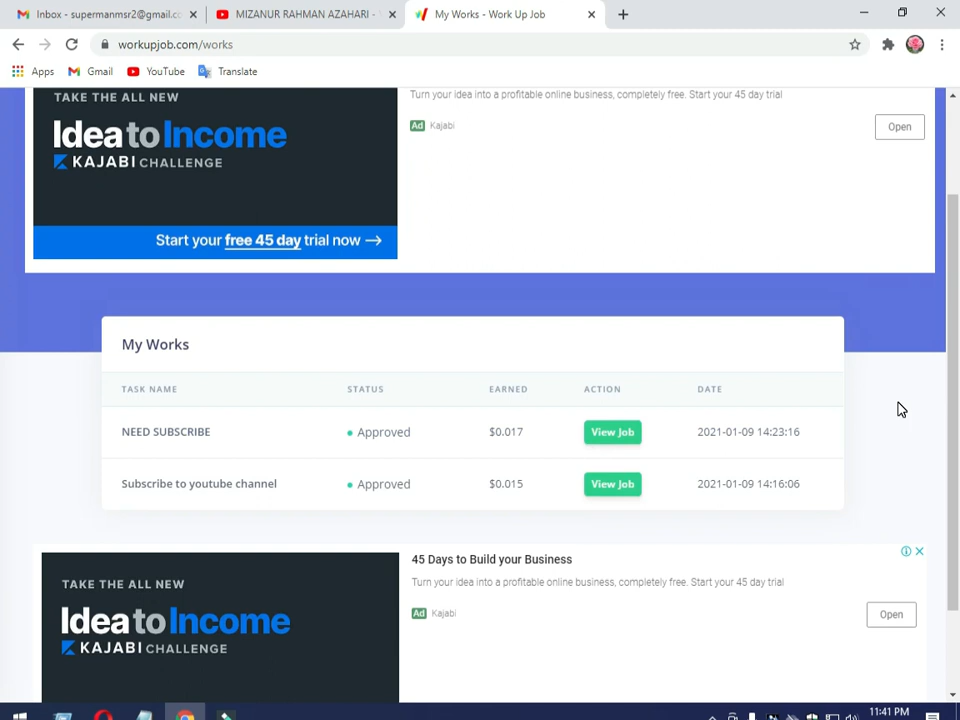 Inbox - supermanmsr2@gmail.c
MIZANUR RAHMAN AZAHARI -
My Works - Work Up Job
workupjob.com/works
Apps
Gmail
YouTube
Translate
TAKE THE ALL NEW
Idea to Income
KAJABI CHALLENGE
Start your free 45 day trial now →
Turn your idea into a profitable online business, completely free. Start your 45 day trial
Ad Kajabi
Open
My Works
TASK NAME STATUS EARNED ACTION DATE
NEED SUBSCRIBE Approved $0.017 View Job 2021-01-09 14:23:16
Subscribe to youtube channel Approved $0.015 View Job 2021-01-09 14:16:06
TAKE THE ALL NEW
Idea to Income
KAJABI CHALLENGE
45 Days to Build your Business
Turn your idea into a profitable online business, completely free. Start your 45 day trial
Ad Kajabi
Open
11:41 PM